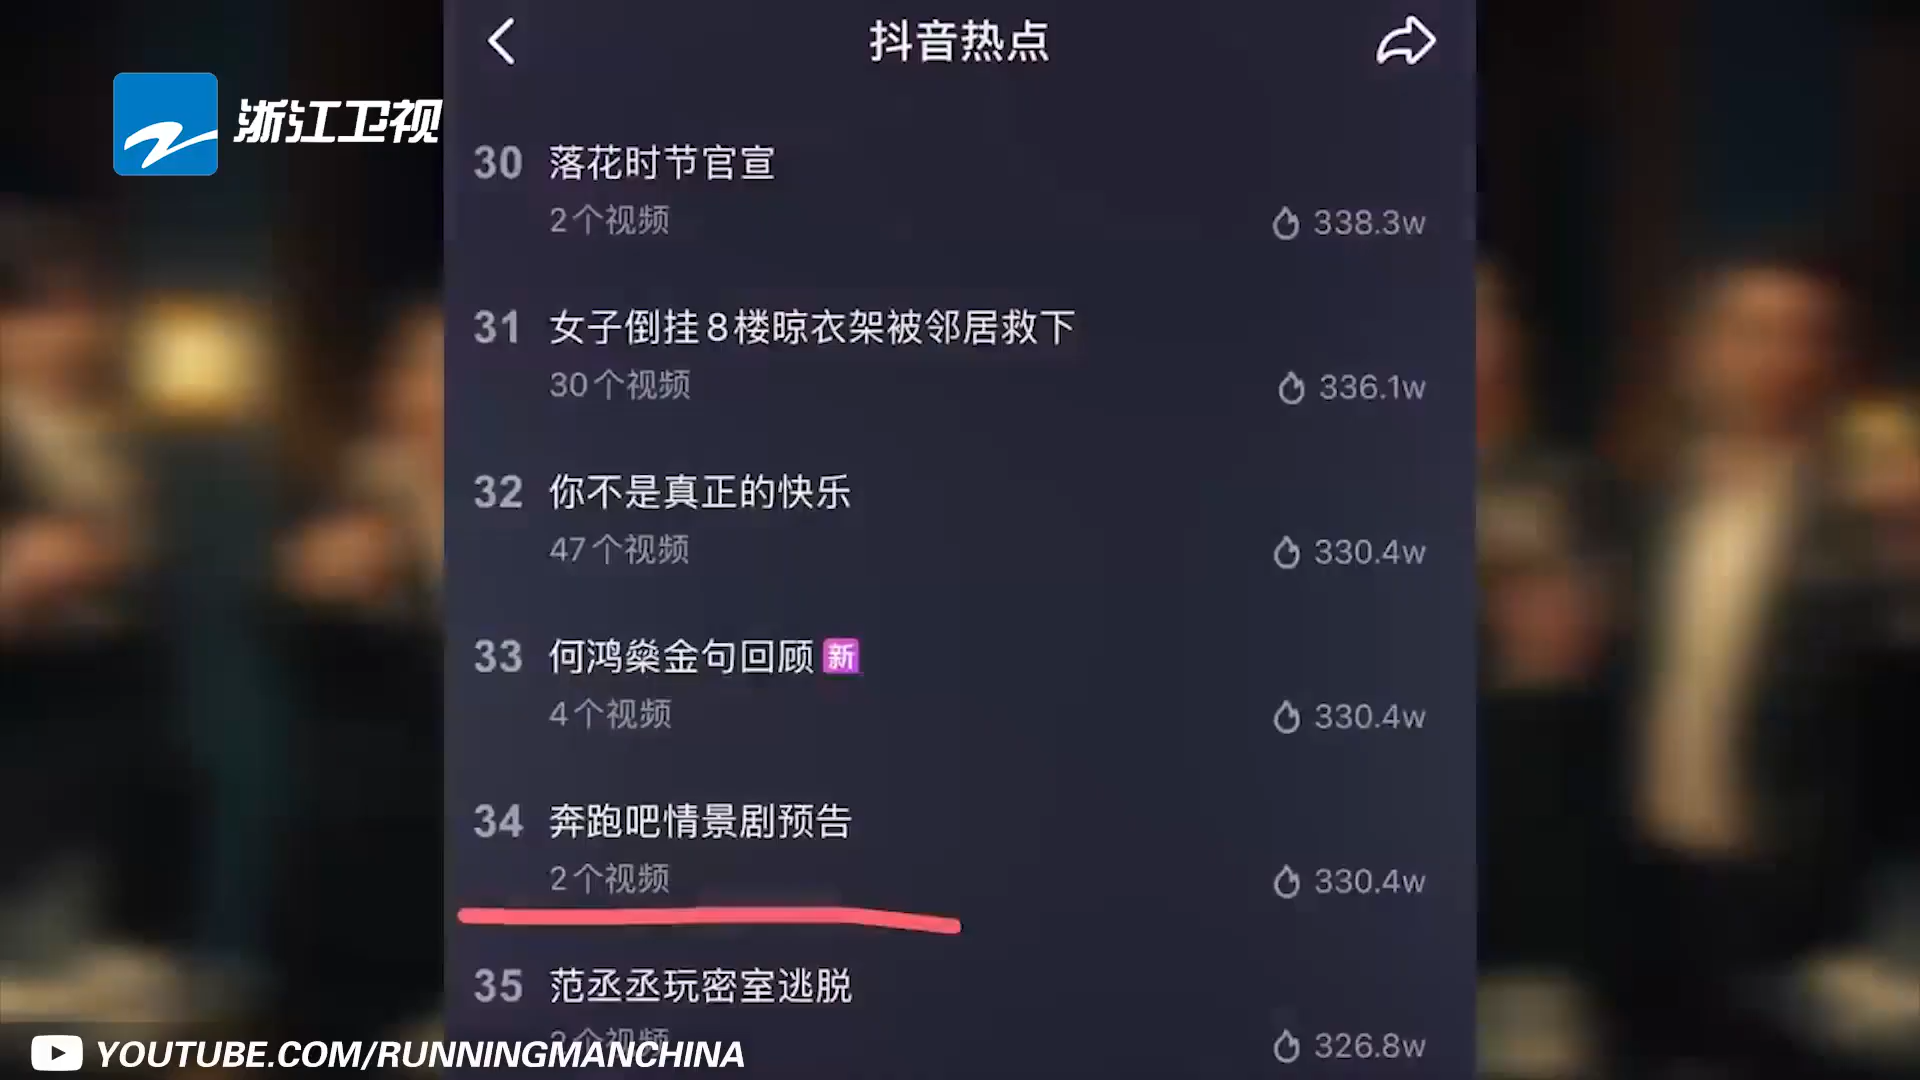 抖音热点
浙江卫视
30 落花时节官宣
2个视频 338.3w
31 女子倒挂8楼晾衣架被邻居救下
30个视频 336.1w
32 你不是真正的快乐
47个视频 330.4w
33 何鸿燊金句回顾 新
4个视频 330.4w
34 奔跑吧情景剧预告
2个视频 330.4w
35 范丞丞玩密室逃脱
2个视频 326.8w
YOUTUBE.COM/RUNNINGMANCHINA